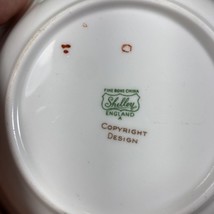 FINE BONE CHINA
Shelley
ENGLAND
A
COPYRIGHT
DESIGN